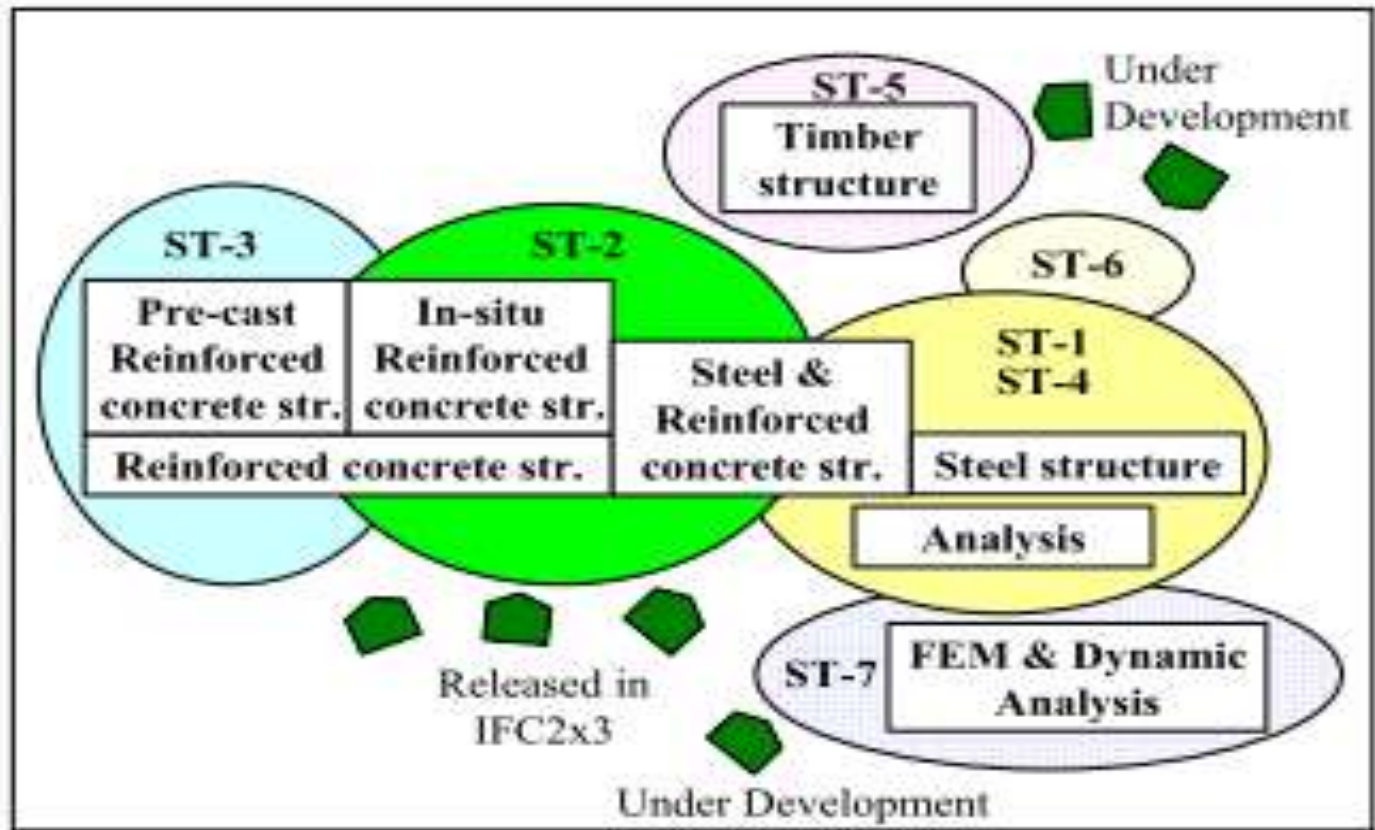 ST-5
Timber
structure
Under
Development
ST-3
ST-2
ST-6
Pre-cast
Reinforced
concrete str.
In-situ
Reinforced
concrete str.
Steel &
Reinforced
concrete str.
ST-1
ST-4
Reinforced concrete str.
Steel structure
Analysis
Released in
IFC2x3
ST-7
FEM & Dynamic
Analysis
Under Development